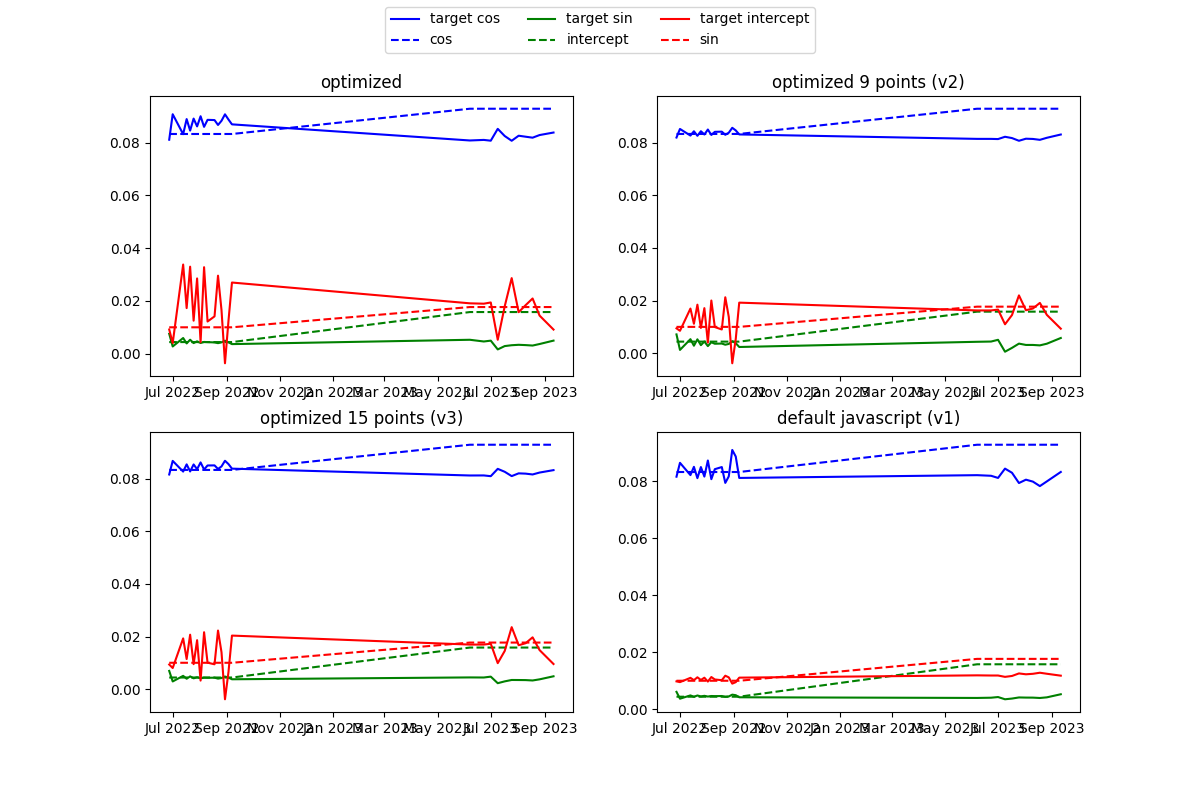 target cos target sin target intercept
cos intercept sin
optimized
0.08
0.06
0.04
0.02
0.00
Jul 2022 Sep 2022 Nov 2022 Jan 2023 Mar 2023 May 2023 Jul 2023 Sep 2023
optimized 9 points (v2)
0.08
0.06
0.04
0.02
0.00
Jul 2022 Sep 2022 Nov 2022 Jan 2023 Mar 2023 May 2023 Jul 2023 Sep 2023
optimized 15 points (v3)
0.08
0.06
0.04
0.02
0.00
Jul 2022 Sep 2022 Nov 2022 Jan 2023 Mar 2023 May 2023 Jul 2023 Sep 2023
default javascript (v1)
0.08
0.06
0.04
0.02
0.00
Jul 2022 Sep 2022 Nov 2022 Jan 2023 Mar 2023 May 2023 Jul 2023 Sep 2023